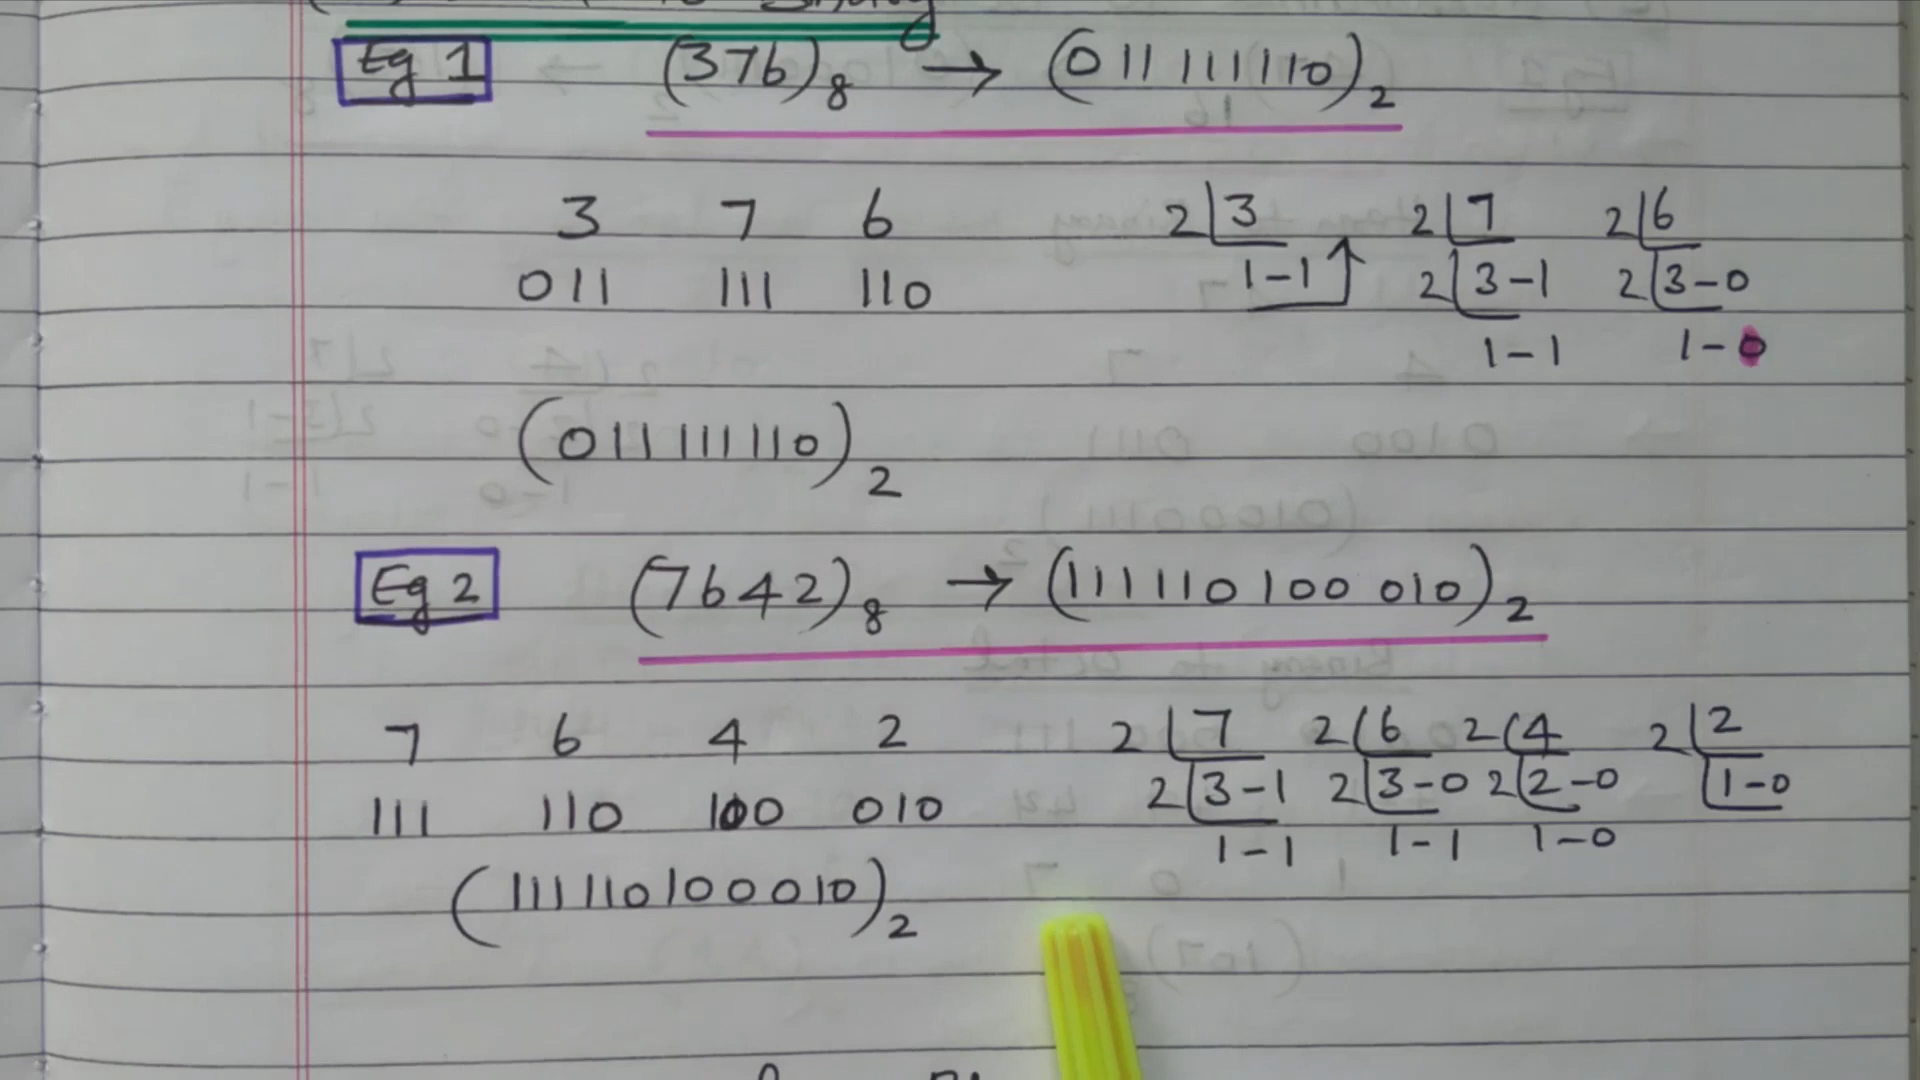 Eg 1 (376)8 → (011111110)2
3 7 6 2 3 2 7 2 6
011 111 110 1-1 2 3-1 2 3-0
1-1 1-0
(011111110)2
Eg 2 (7642)8 → (111110100 010)2
7 6 4 2 2 7 2 6 2 4 2 2
111 110 100 010 2 3-1 2 3-0 2 2-0 1-0
1-1 1-1 1-0
(111110100010)2